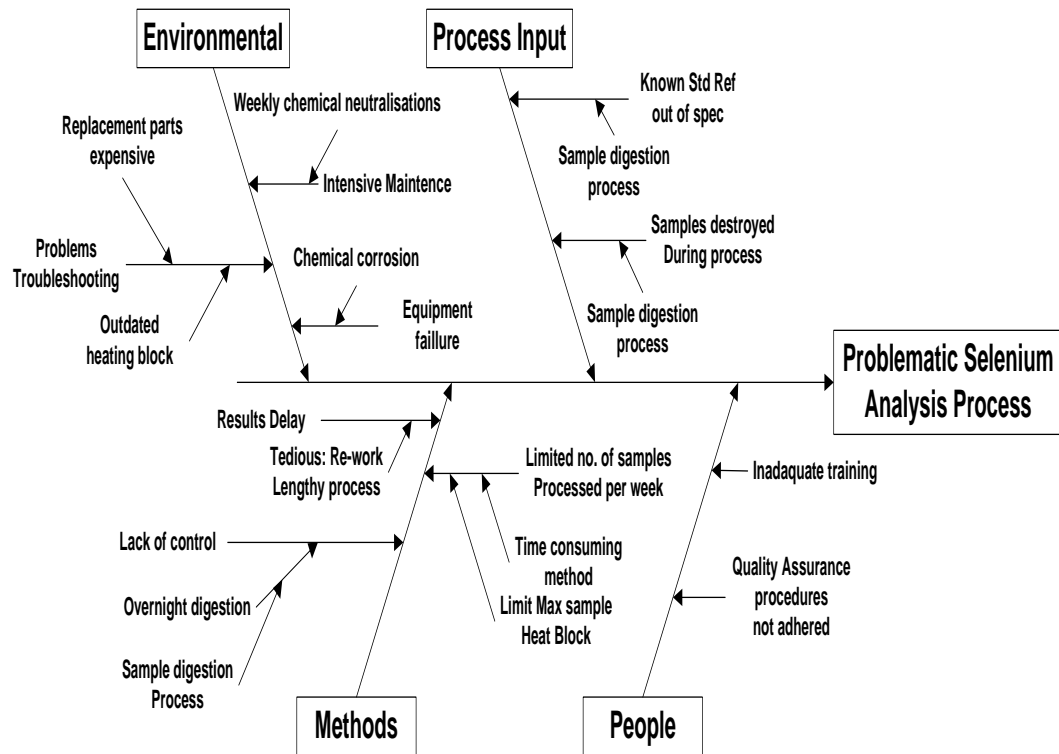 Environmental
Process Input
Known Std Ref
out of spec
Weekly chemical neutralisations
Replacement parts
expensive
Sample digestion
process
Intensive Maintence
Samples destroyed
During process
Problems
Troubleshooting
Chemical corrosion
Outdated
heating block
Equipment
faillure
Sample digestion
process
Problematic Selenium
Analysis Process
Results Delay
Tedious: Re-work
Lengthy process
Limited no. of samples
Processed per week
Inadaquate training
Lack of control
Time consuming
method
Limit Max sample
Heat Block
Quality Assurance
procedures
not adhered
Overnight digestion
Sample digestion
Process
Methods
People